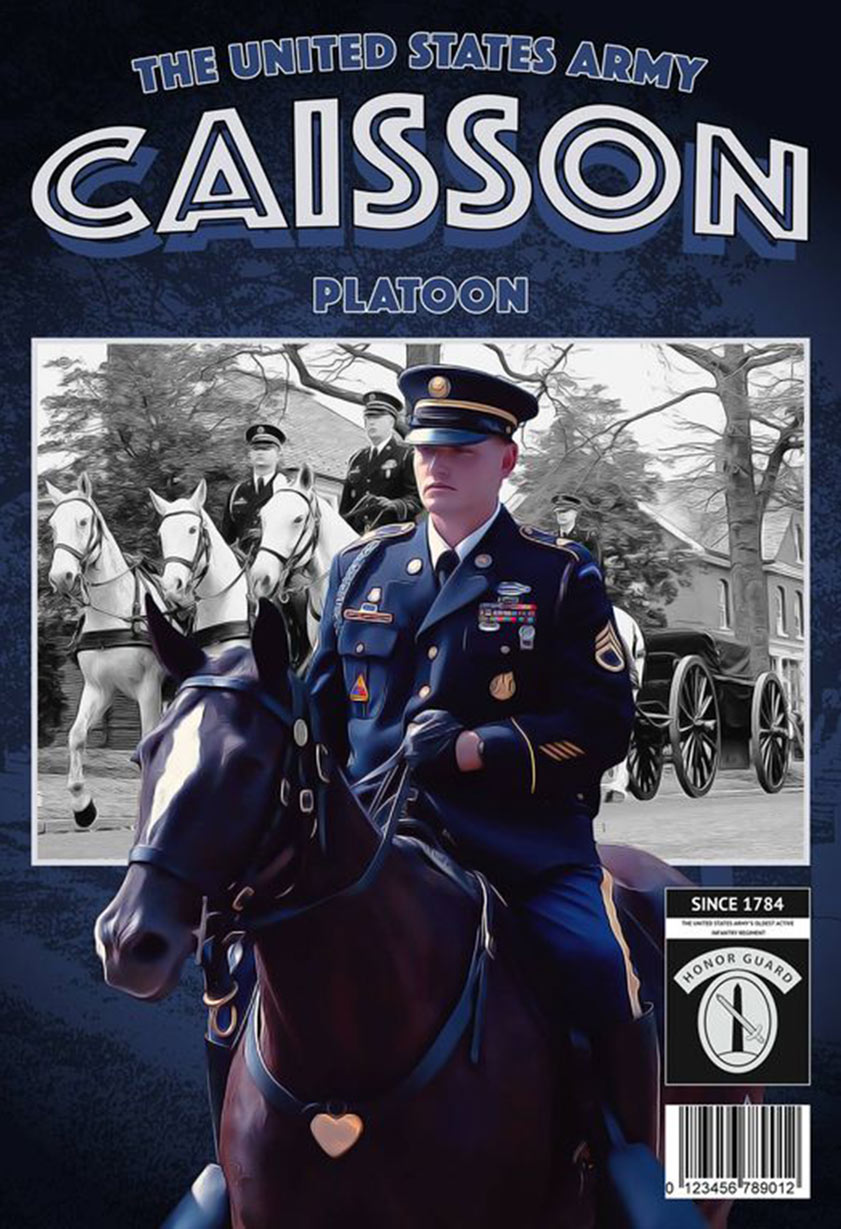 THE UNITED STATES ARMY
CAISSON
PLATOON
SINCE 1784
THE UNITED STATES ARMY'S OLDEST ACTIVE
INFANTRY REGIMENT
HONOR GUARD
0 123456 789012